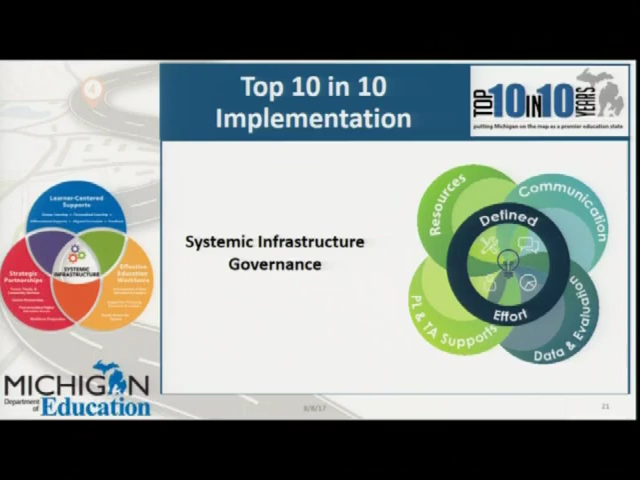 Top 10 in 10
Implementation
TOP 10 IN 10 YEARS
putting Michigan on the map as a premier education state
4
Learner-Centered
Supports
Strategic
Partnerships
SYSTEMIC
INFRASTRUCTURE
Effective
Education
Workforce
Systemic Infrastructure
Governance
Resources
Communication
Defined
Effort
PL & TA Supports
Data & Evaluation
MICHIGAN
Department
of Education
8/8/17
21